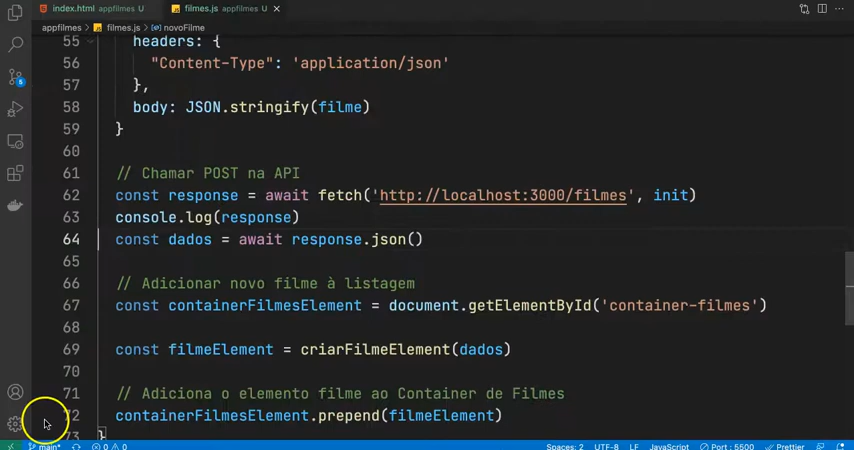 index.html appfilmes U
filmes.js appfilmes U
appfilmes > filmes.js > novoFilme
55 headers: {
56 "Content-Type": 'application/json'
57 },
58 body: JSON.stringify(filme)
59 }
60
61 // Chamar POST na API
62 const response = await fetch('http://localhost:3000/filmes', init)
63 console.log(response)
64 const dados = await response.json()
65
66 // Adicionar novo filme à listagem
67 const containerFilmesElement = document.getElementById('container-filmes')
68
69 const filmeElement = criarFilmeElement(dados)
70
71 // Adiciona o elemento filme ao Container de Filmes
72 containerFilmesElement.prepend(filmeElement)
73 }
main* 0 0 Spaces: 2 UTF-8 LF JavaScript Port : 5500 Prettier